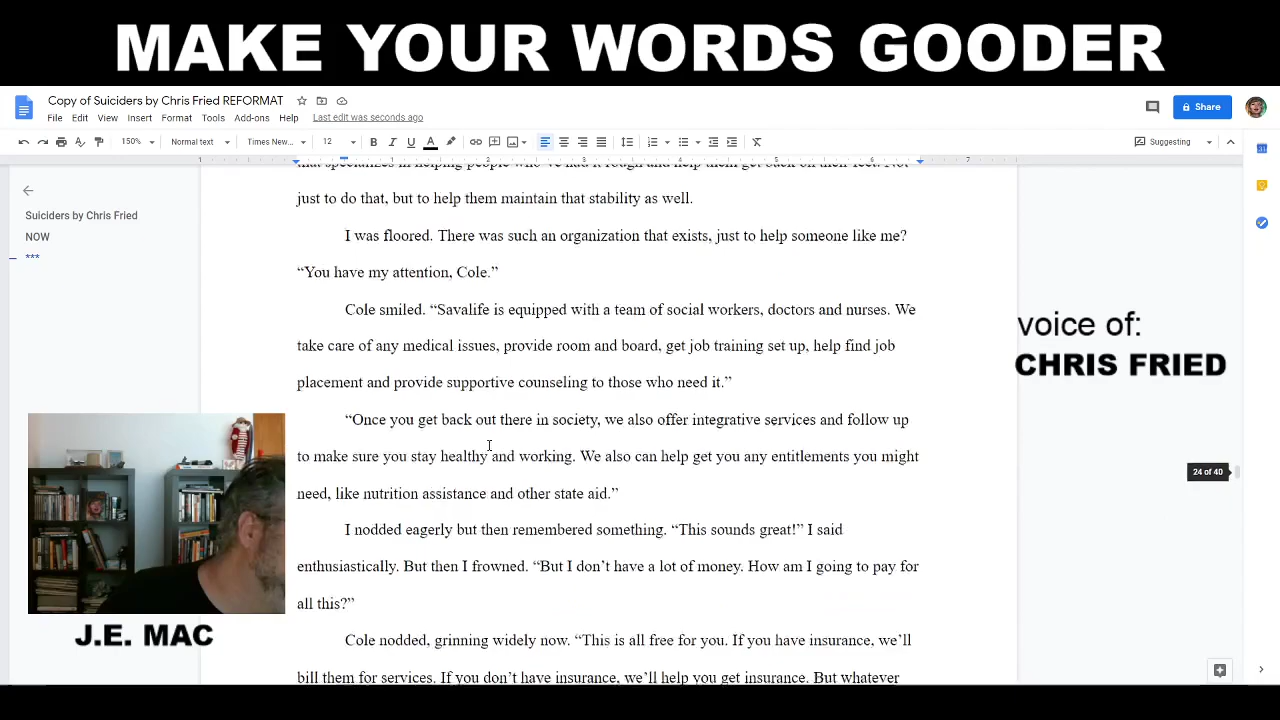 MAKE YOUR WORDS GOODER
Copy of Suiciders by Chris Fried REFORMAT
File Edit View Insert Format Tools Add-ons Help Last edit was seconds ago
Share
150% Normal text Times New... 12 Suggesting
1 1 2 3 4 5 6 7
Suiciders by Chris Fried
NOW
***
just to do that, but to help them maintain that stability as well.
I was floored. There was such an organization that exists, just to help someone like me?
“You have my attention, Cole.”
Cole smiled. “Savalife is equipped with a team of social workers, doctors and nurses. We
take care of any medical issues, provide room and board, get job training set up, help find job
placement and provide supportive counseling to those who need it.”
“Once you get back out there in society, we also offer integrative services and follow up
to make sure you stay healthy and working. We also can help get you any entitlements you might
need, like nutrition assistance and other state aid.”
I nodded eagerly but then remembered something. “This sounds great!” I said
enthusiastically. But then I frowned. “But I don’t have a lot of money. How am I going to pay for
all this?”
Cole nodded, grinning widely now. “This is all free for you. If you have insurance, we’ll
bill them for services. If you don’t have insurance, we’ll help you get insurance. But whatever
voice of:
CHRIS FRIED
24 of 40
J.E. MAC